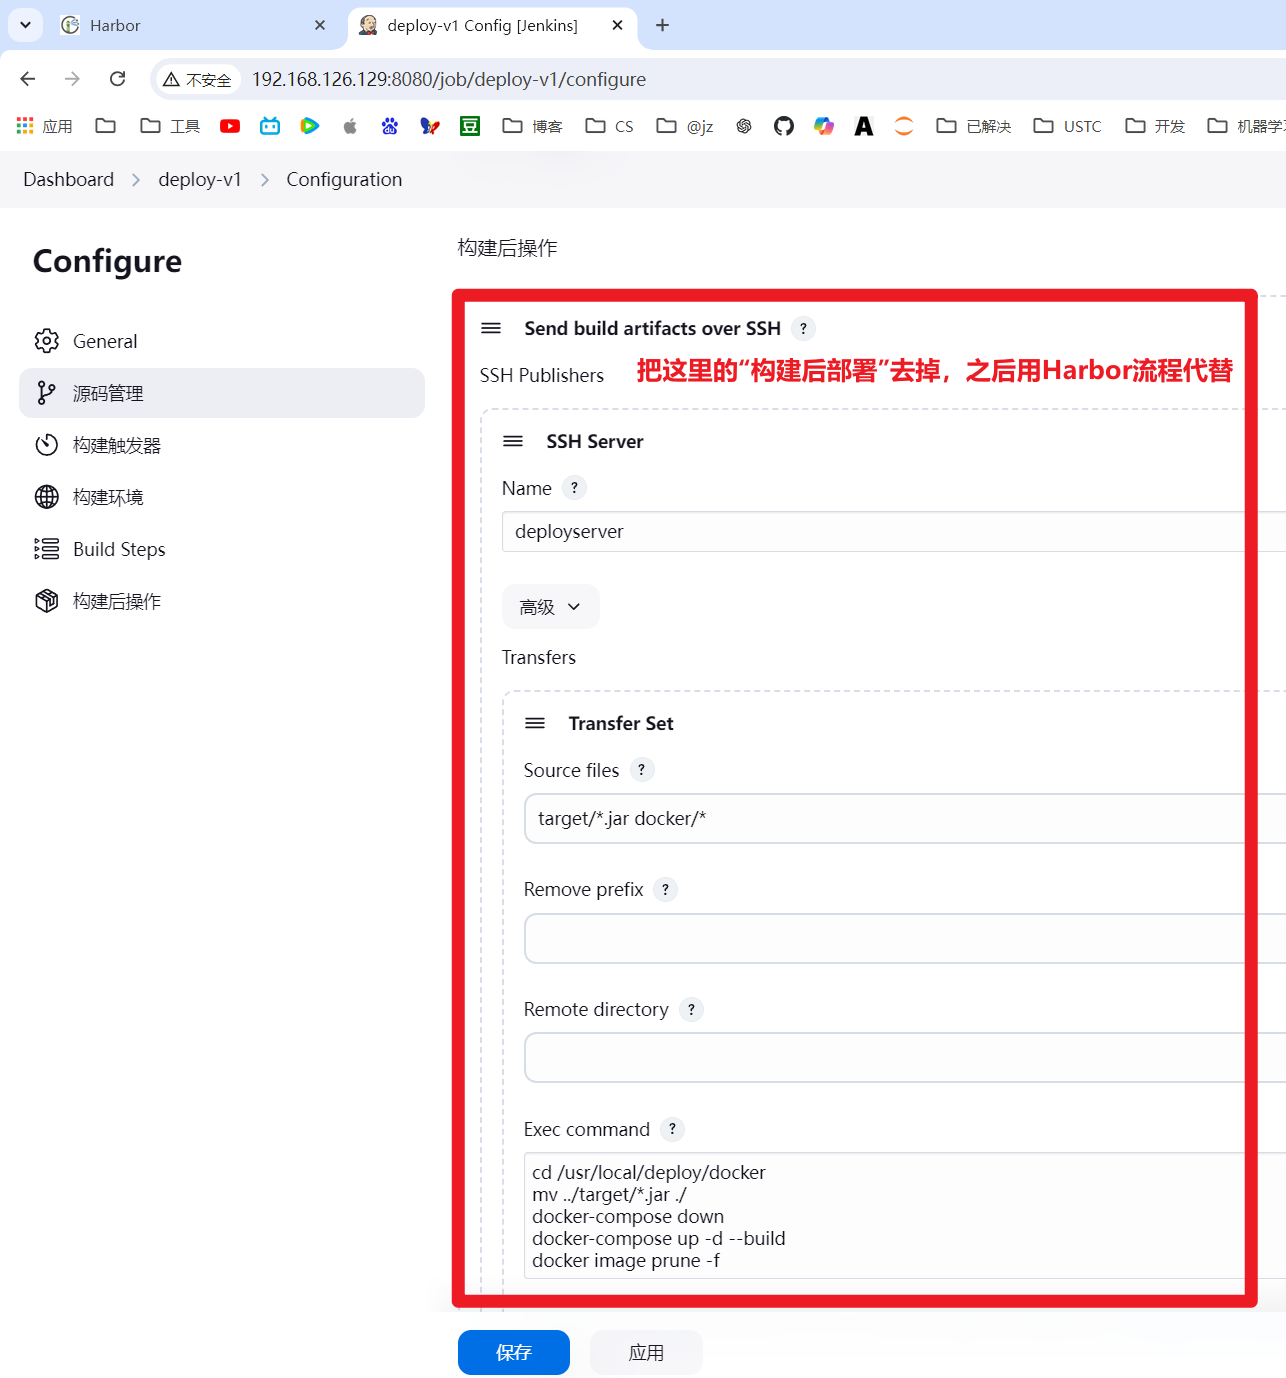 Harbor
deploy-v1 Config [Jenkins]
不安全
192.168.126.129:8080/job/deploy-v1/configure
应用
工具
博客
CS
@jz
已解决
USTC
开发
机器学习
Dashboard
deploy-v1
Configuration
Configure
General
源码管理
构建触发器
构建环境
Build Steps
构建后操作
构建后操作
Send build artifacts over SSH ?
SSH Publishers
把这里的“构建后部署”去掉，之后用Harbor流程代替
SSH Server
Name ?
deployserver
高级
Transfers
Transfer Set
Source files ?
target/*.jar docker/*
Remove prefix ?
Remote directory ?
Exec command ?
cd /usr/local/deploy/docker
mv ../target/*.jar ./
docker-compose down
docker-compose up -d --build
docker image prune -f
保存
应用